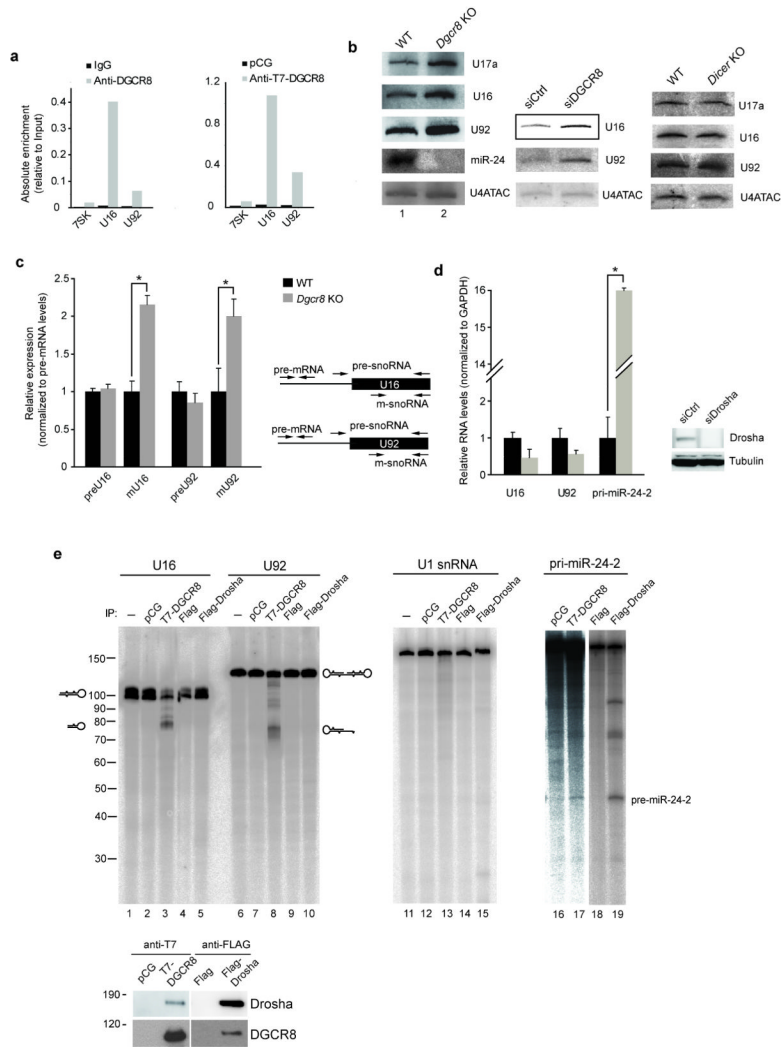 a
IgG
Anti-DGCR8
Absolute enrichment
(relative to Input)
0.4
0.3
0.2
0.1
0
7SK
U16
U92
pCG
Anti-T7-DGCR8
1.2
0.8
0.4
0
7SK
U16
U92
b
WT
Dgcr8 KO
U17a
U16
U92
miR-24
U4ATAC
1 2
siCtrl
siDGCR8
U16
U92
U4ATAC
WT
Dicer KO
U17a
U16
U92
U4ATAC
c
Relative expression
(normalized to pre-mRNA levels)
2.5
2
1.5
1
0.5
0
*
*
preU16
mU16
preU92
mU92
WT
Dgcr8 KO
pre-mRNA
pre-snoRNA
U16
m-snoRNA
pre-mRNA
pre-snoRNA
U92
m-snoRNA
d
Relative RNA levels (normalized to GAPDH)
16
15
14
2
1
0
*
U16
U92
pri-miR-24-2
siCtrl
siDrosha
Drosha
Tubulin
e
U16
U92
U1 snRNA
pri-miR-24-2
IP:
–
pCG
T7-DGCR8
Flag
Flag-Drosha
–
pCG
T7-DGCR8
Flag
Flag-Drosha
–
pCG
T7-DGCR8
Flag
Flag-Drosha
pCG
T7-DGCR8
Flag
Flag-Drosha
150
100
90
80
70
60
50
40
30
pre-miR-24-2
1 2 3 4 5 6 7 8 9 10
11 12 13 14 15
16 17 18 19
anti-T7
anti-FLAG
pCG
T7-
DGCR8
Flag
Flag-
Drosha
190
120
Drosha
DGCR8